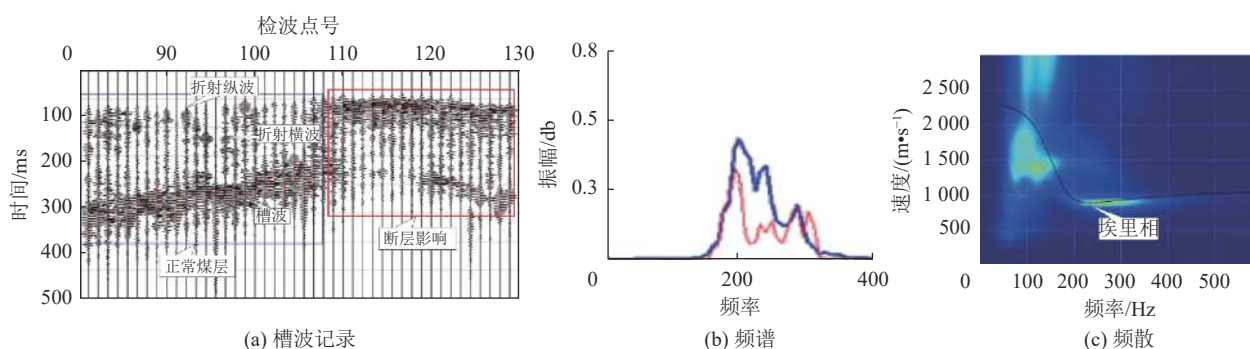 检波点号
0 90 100 110 120 130
折射纵波
100
折射横波
200
时间/ms
300
槽波
断层影响
400
正常煤层
500
(a) 槽波记录
0.8
0.5
振幅/db
0.3
0 200 400
频率
(b) 频谱
2 500
2 000
1 500
速度/(m•s⁻¹)
1 000
埃里相
500
0 100 200 300 400 500
频率/Hz
(c) 频散